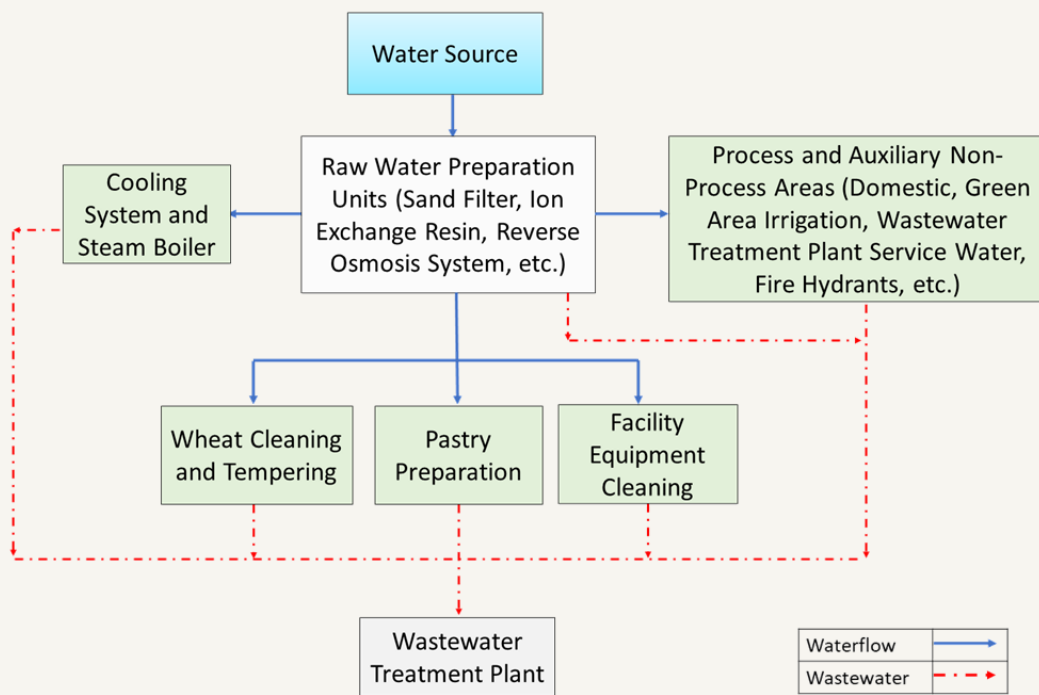 Water Source
Raw Water Preparation
Units (Sand Filter, Ion
Exchange Resin, Reverse
Osmosis System, etc.)
Cooling
System and
Steam Boiler
Process and Auxiliary Non-
Process Areas (Domestic, Green
Area Irrigation, Wastewater
Treatment Plant Service Water,
Fire Hydrants, etc.)
Wheat Cleaning
and Tempering
Pastry
Preparation
Facility
Equipment
Cleaning
Wastewater
Treatment Plant
Waterflow
Wastewater